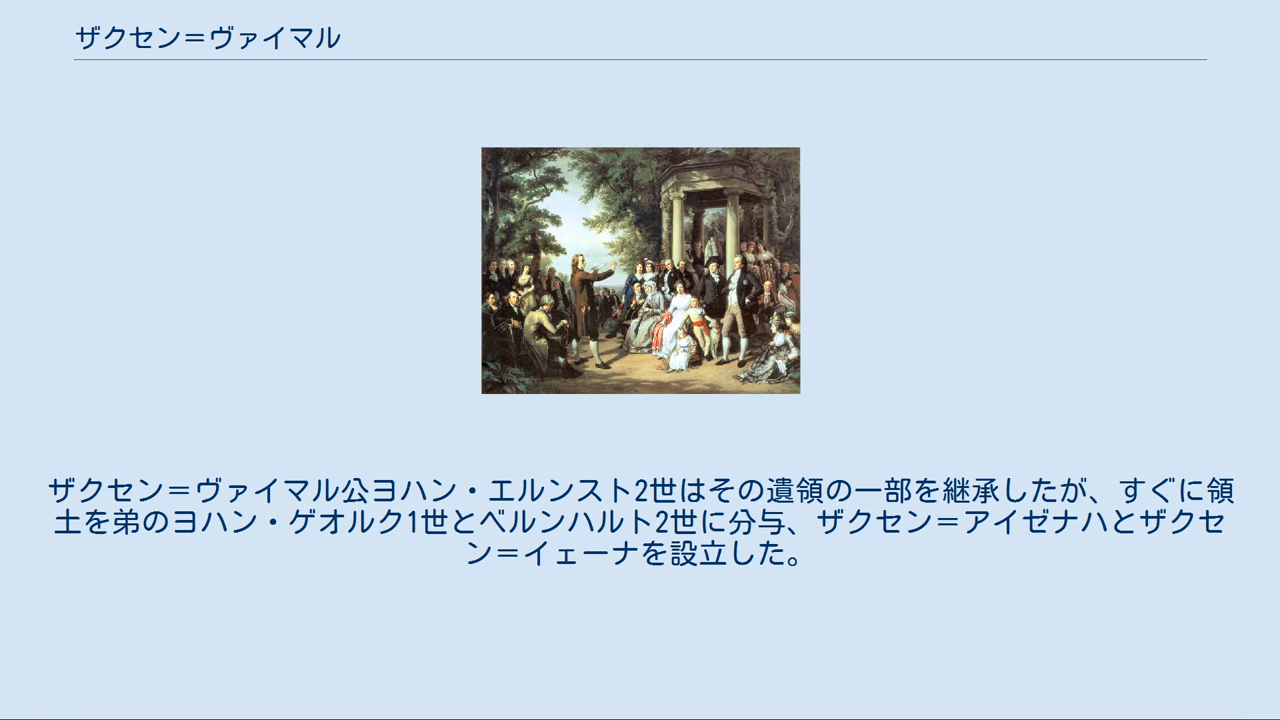 ザクセン＝ヴァイマル
ザクセン＝ヴァイマル公ヨハン・エルンスト2世はその遺領の一部を継承したが、すぐに領
土を弟のヨハン・ゲオルク1世とベルンハルト2世に分与、ザクセン＝アイゼナハとザクセ
ン＝イェーナを設立した。